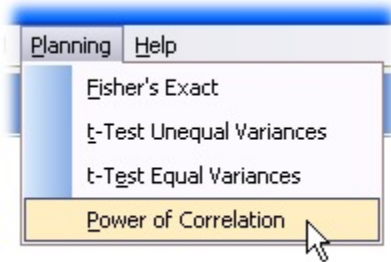 Planning Help
Fisher's Exact
t-Test Unequal Variances
t-Test Equal Variances
Power of Correlation